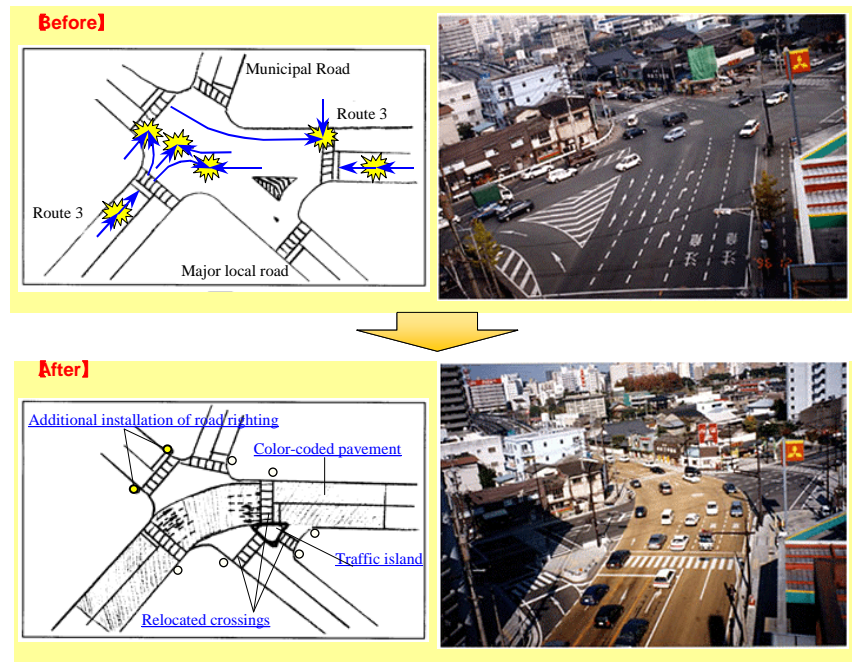 【Before】
Municipal Road
Route 3
Route 3
Major local road
【After】
Additional installation of road righting
Color-coded pavement
Traffic island
Relocated crossings